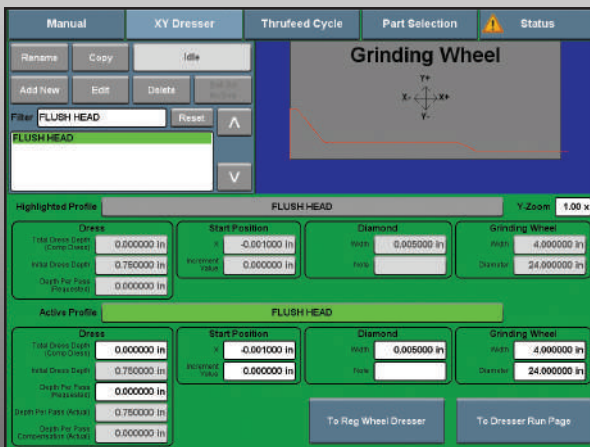 Manual XY Dresser Thrufeed Cycle Part Selection Status
Rename Copy Idle
Grinding Wheel
Y+
X- X+
Y-
Add New Edit Delete
Filter FLUSH HEAD Reset
FLUSH HEAD
Highlighted Profile FLUSH HEAD Y-Zoom 1.00 x
Dress Start Position Diamond Grinding Wheel
Total Dress Depth (Comp Dress) 0.000000 in X -0.001000 in Width 0.005000 in Width 4.000000 in
Initial Dress Depth 0.750000 in Increment Value 0.000000 in Note Diameter 24.000000 in
Depth Per Pass (Requested) 0.000000 in
Active Profile FLUSH HEAD
Dress Start Position Diamond Grinding Wheel
Total Dress Depth (Comp Dress) 0.000000 in X -0.001000 in Width 0.005000 in Width 4.000000 in
Initial Dress Depth 0.750000 in Increment Value 0.000000 in Note Diameter 24.000000 in
Depth Per Pass (Requested) 0.000000 in
Depth Per Pass (Actual) 0.750000 in
Depth Per Pass Compensation (Actual) 0.000000 in
To Reg Wheel Dresser To Dresser Run Page